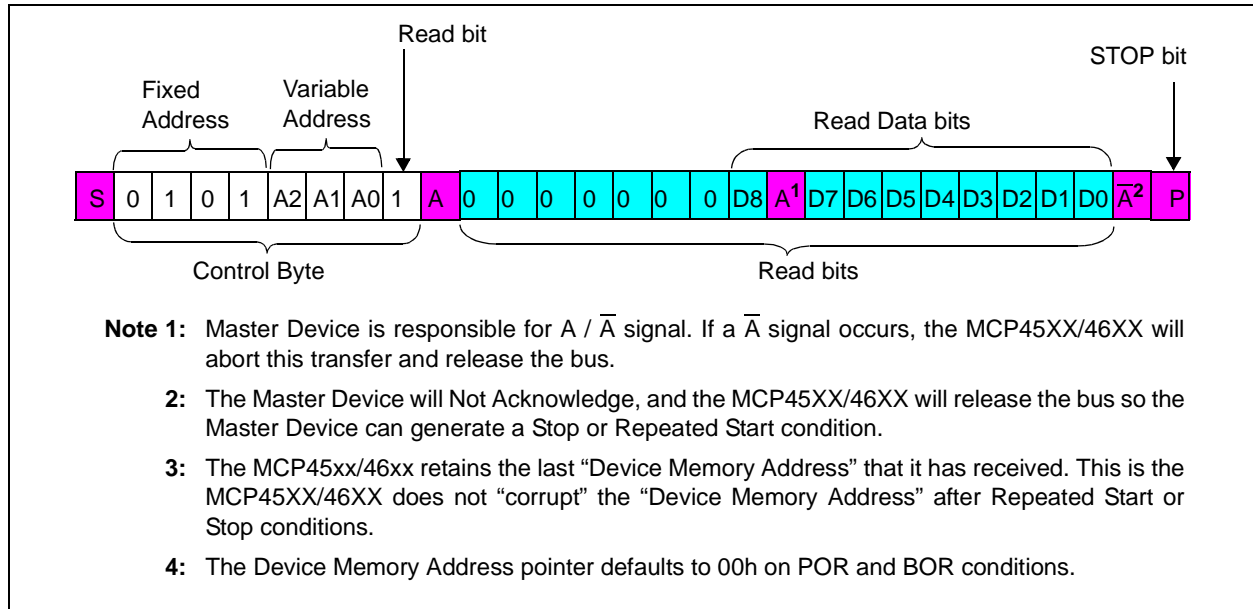 Read bit
STOP bit
Fixed Address
Variable Address
Read Data bits
S 0 1 0 1 A2 A1 A0 1 A 0 0 0 0 0 0 0 D8 A¹ D7 D6 D5 D4 D3 D2 D1 D0 A̅² P
Control Byte
Read bits
Note 1: Master Device is responsible for A / A̅ signal. If a A̅ signal occurs, the MCP45XX/46XX will
abort this transfer and release the bus.
2: The Master Device will Not Acknowledge, and the MCP45XX/46XX will release the bus so the
Master Device can generate a Stop or Repeated Start condition.
3: The MCP45xx/46xx retains the last “Device Memory Address” that it has received. This is the
MCP45XX/46XX does not “corrupt” the “Device Memory Address” after Repeated Start or
Stop conditions.
4: The Device Memory Address pointer defaults to 00h on POR and BOR conditions.